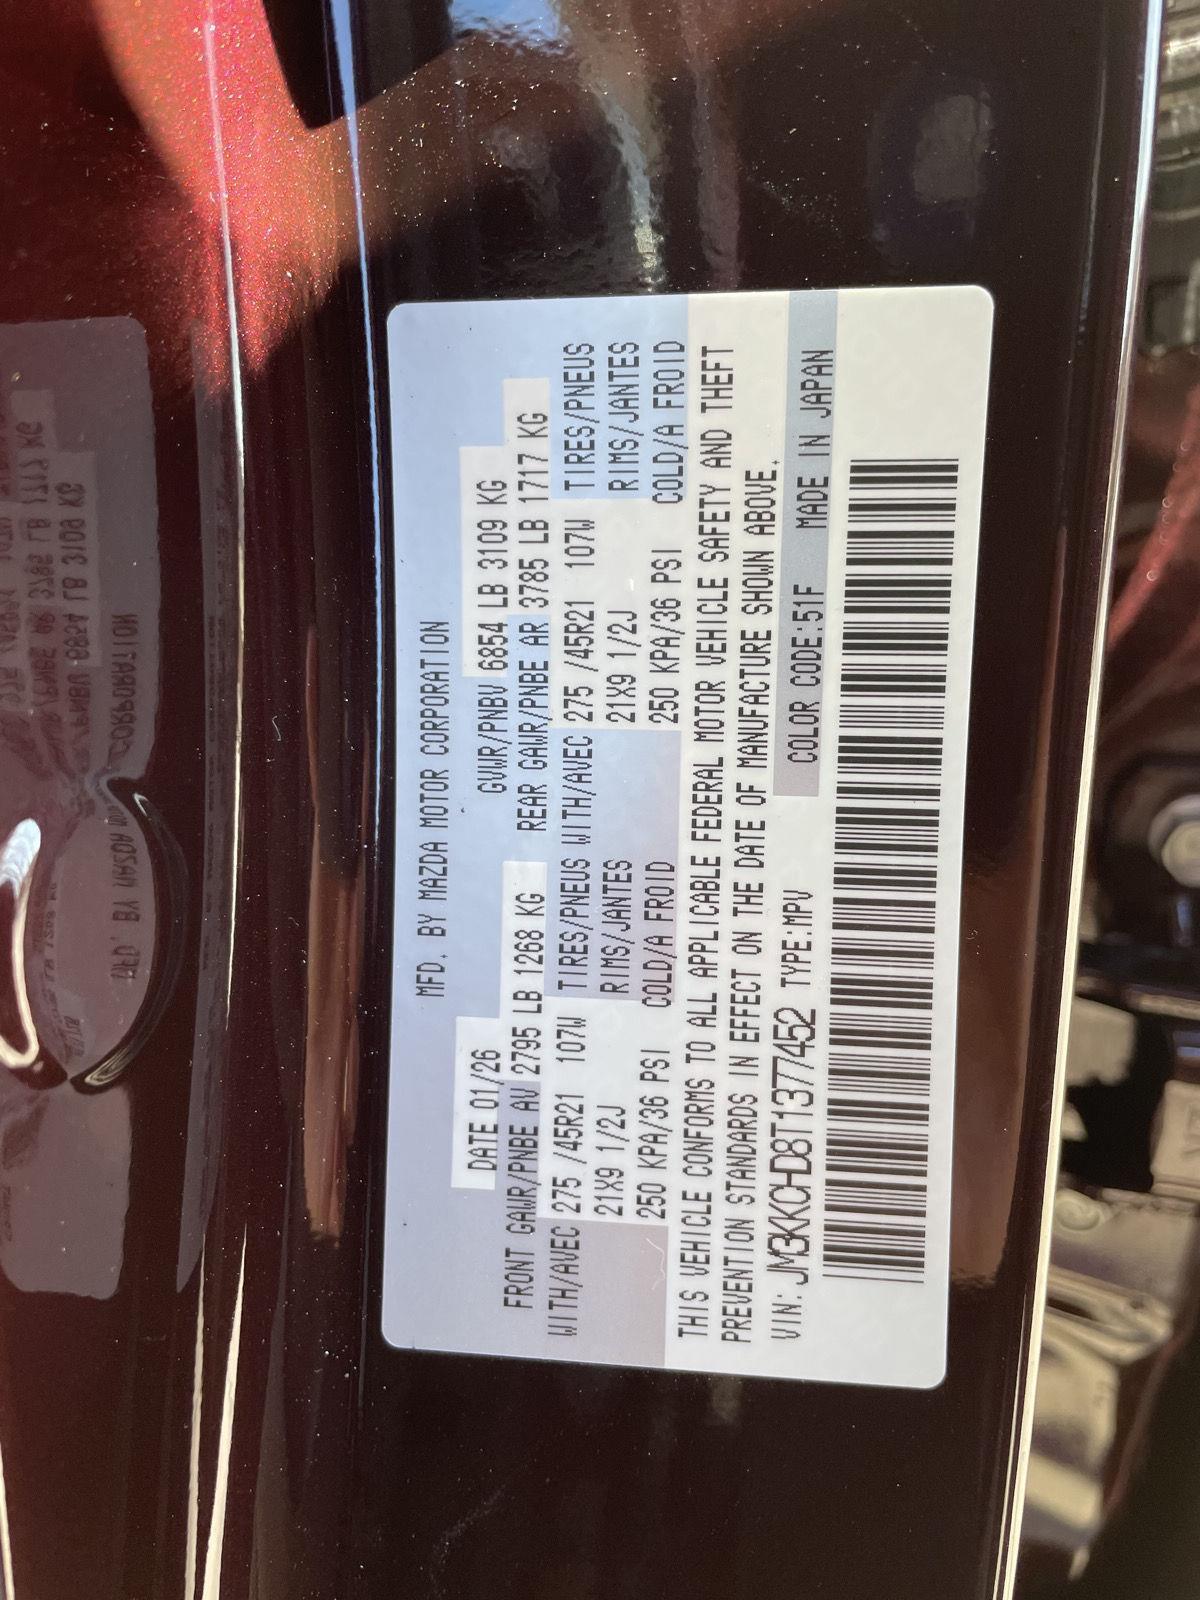 MFD. BY MAZDA MOTOR CORPORATION
DATE 01/26 GVWR/PNBV 6854 LB 3109 KG
FRONT GAWR/PNBE AV 2795 LB 1268 KG REAR GAWR/PNBE AR 3785 LB 1717 KG
WITH/AVEC 275 /45R21 107W TIRES/PNEUS WITH/AVEC 275 /45R21 107W TIRES/PNEUS
21X9 1/2J RIMS/JANTES 21X9 1/2J RIMS/JANTES
250 KPA/36 PSI COLD/A FROID 250 KPA/36 PSI COLD/A FROID
THIS VEHICLE CONFORMS TO ALL APPLICABLE FEDERAL MOTOR VEHICLE SAFETY AND THEFT
PREVENTION STANDARDS IN EFFECT ON THE DATE OF MANUFACTURE SHOWN ABOVE.
VIN: JM3KKCHD8T1377452 TYPE:MPV COLOR CODE:51F MADE IN JAPAN